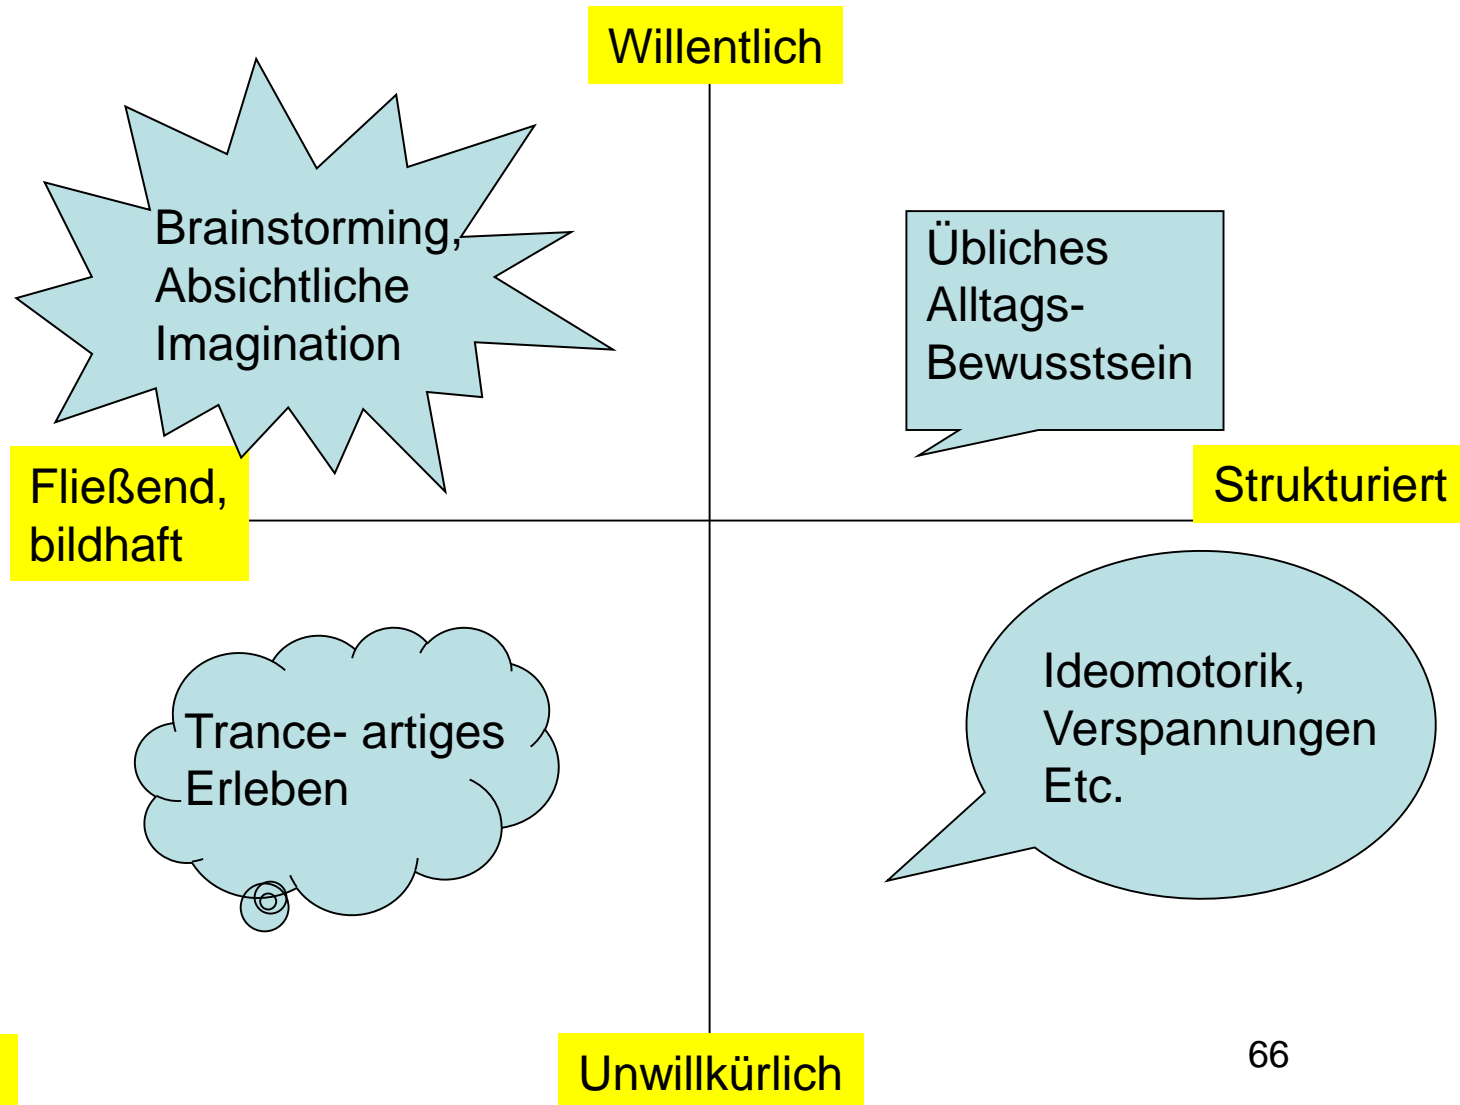 Willentlich
Brainstorming,
Absichtliche
Imagination
Übliches
Alltags-
Bewusstsein
Fließend,
bildhaft
Strukturiert
Trance- artiges
Erleben
Ideomotorik,
Verspannungen
Etc.
Unwillkürlich
66